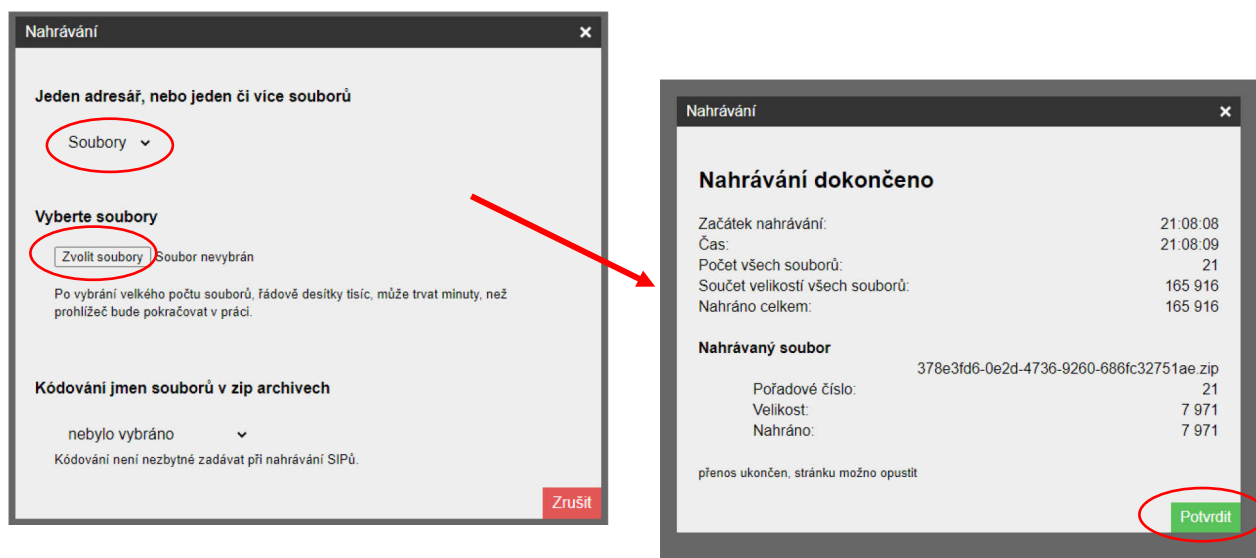 Nahrávání ×
Jeden adresář, nebo jeden či více souborů
Soubory
Vyberte soubory
Zvolit soubory Soubor nevybrán
Po vybrání velkého počtu souborů, řádově desítky tisíc, může trvat minuty, než
prohlížeč bude pokračovat v práci.
Kódování jmen souborů v zip archivech
nebylo vybráno
Kódování není nezbytné zadávat při nahrávání SIPů.
Zrušit
Nahrávání ×
Nahrávání dokončeno
Začátek nahrávání: 21:08:08
Čas: 21:08:09
Počet všech souborů: 21
Součet velikostí všech souborů: 165 916
Nahráno celkem: 165 916
Nahrávaný soubor
378e3fd6-0e2d-4736-9260-686fc32751ae.zip
Pořadové číslo: 21
Velikost: 7 971
Nahráno: 7 971
přenos ukončen, stránku možno opustit
Potvrdit